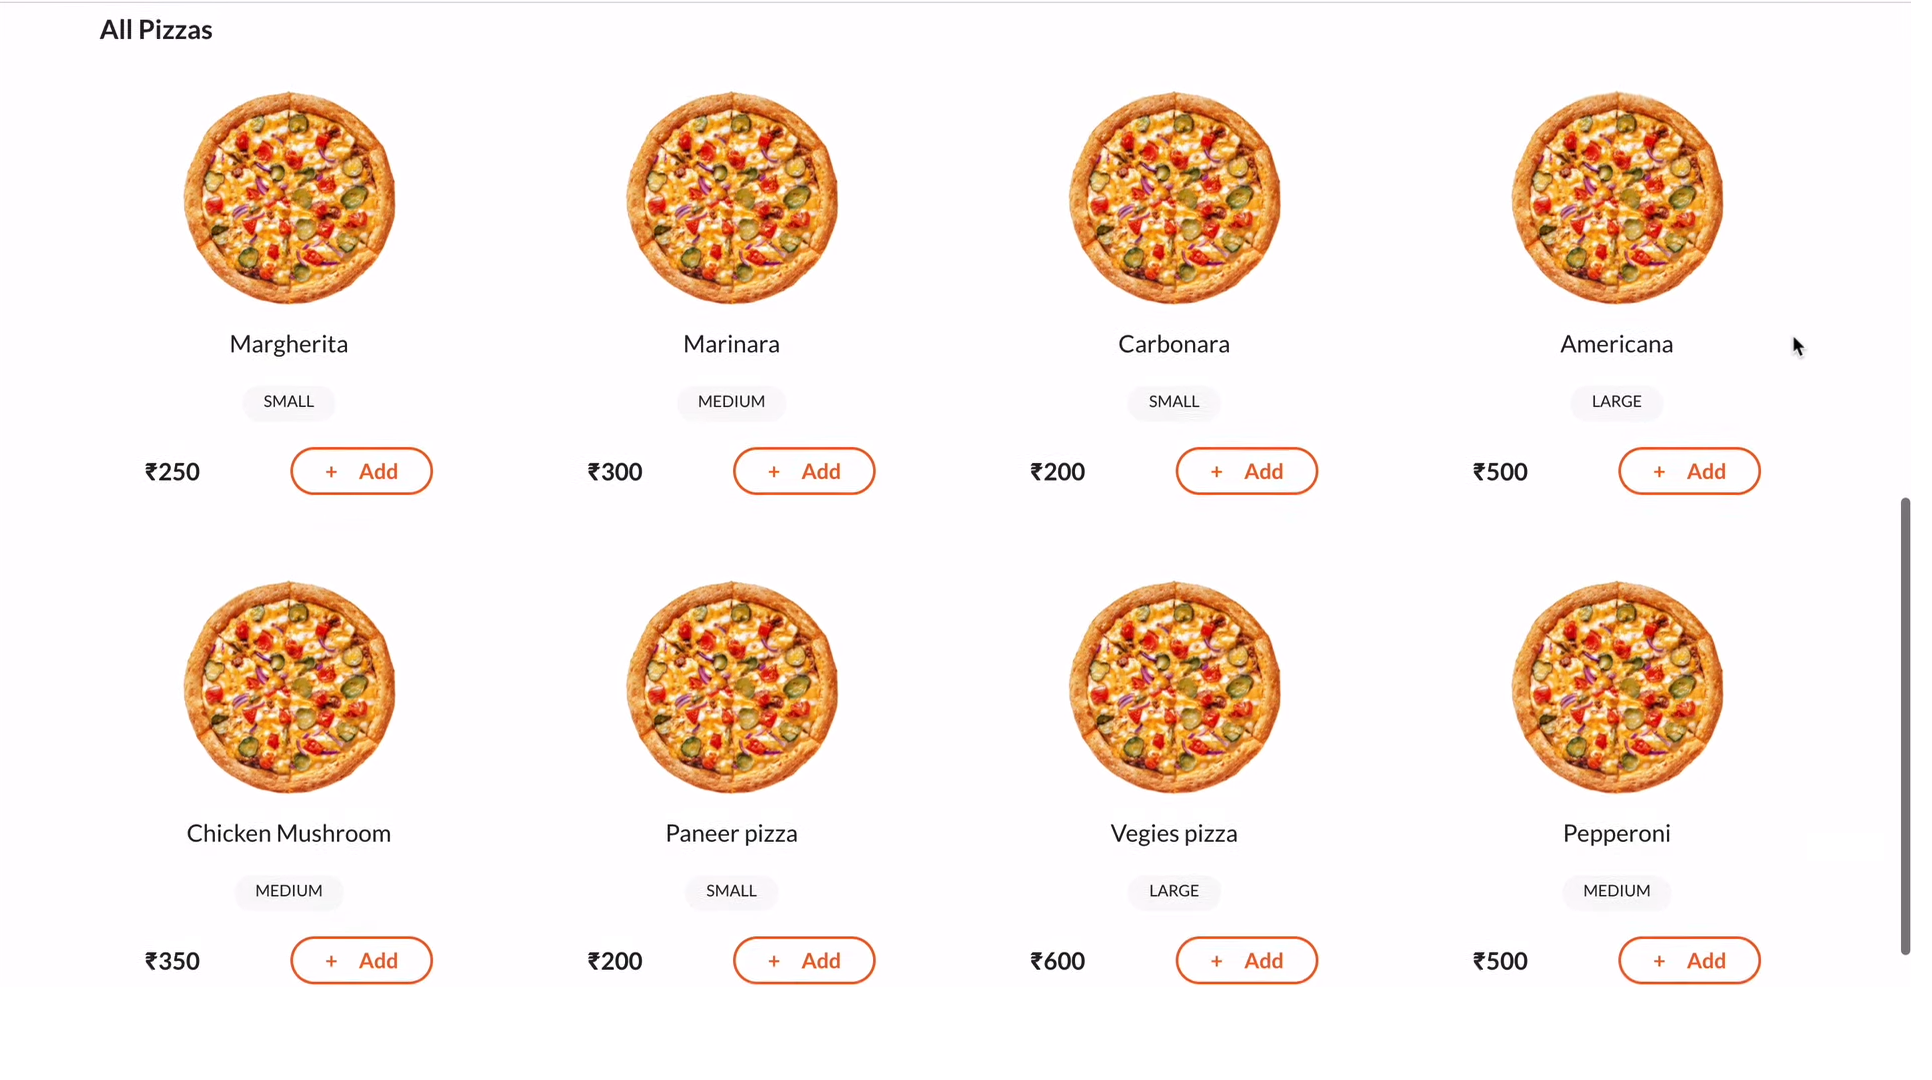 All Pizzas
Margherita
Marinara
Carbonara
Americana
SMALL
MEDIUM
SMALL
LARGE
₹250
+ Add
₹300
+ Add
₹200
+ Add
₹500
+ Add
Chicken Mushroom
Paneer pizza
Vegies pizza
Pepperoni
MEDIUM
SMALL
LARGE
MEDIUM
₹350
+ Add
₹200
+ Add
₹600
+ Add
₹500
+ Add